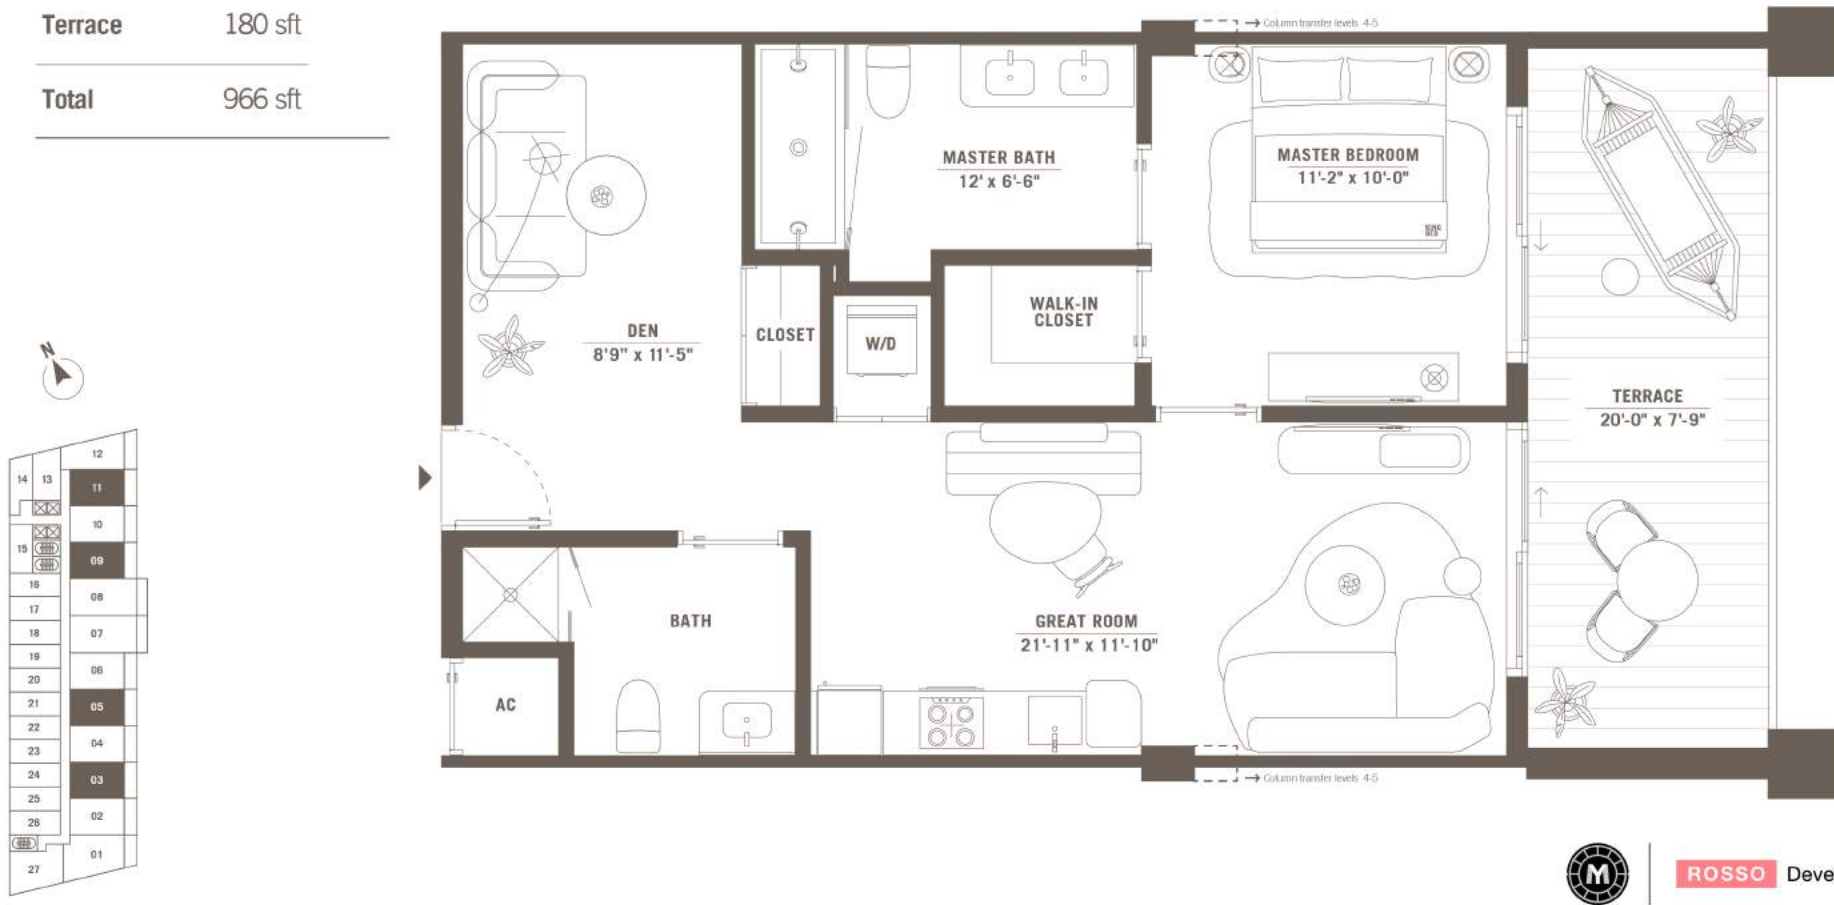 Terrace 180 sft
Total 966 sft
Column transfer levels 4-5
MASTER BATH
12' x 6'-6"
MASTER BEDROOM
11'-2" x 10'-0"
KING
BED
WALK-IN
CLOSET
DEN
8'9" x 11'-5"
CLOSET
W/D
TERRACE
20'-0" x 7'-9"
N
BATH
GREAT ROOM
21'-11" x 11'-10"
AC
Column transfer levels 4-5
12
14 13
11
10
15
09
16
08
17
07
18
19
06
20
21
05
22
04
23
24
03
25
02
26
01
27
M
ROSSO Deve